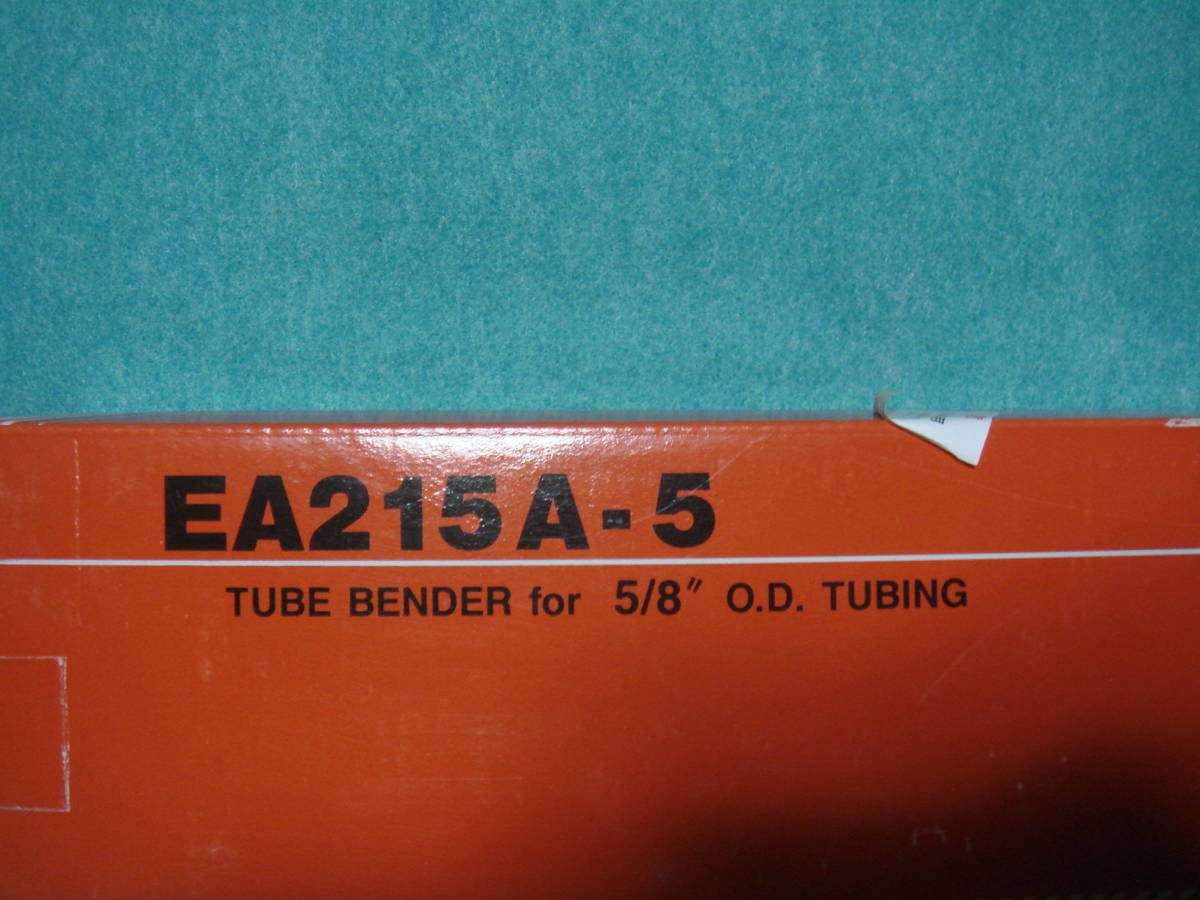 EA215A-5
TUBE BENDER for 5/8" O.D. TUBING